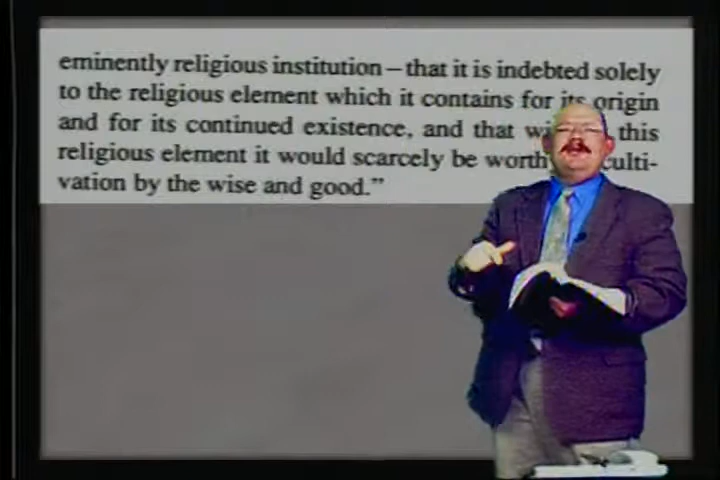 eminently religious institution—that it is indebted solely
to the religious element which it contains for its origin
and for its continued existence, and that this
religious element it would scarcely be worth culti-
vation by the wise and good.”